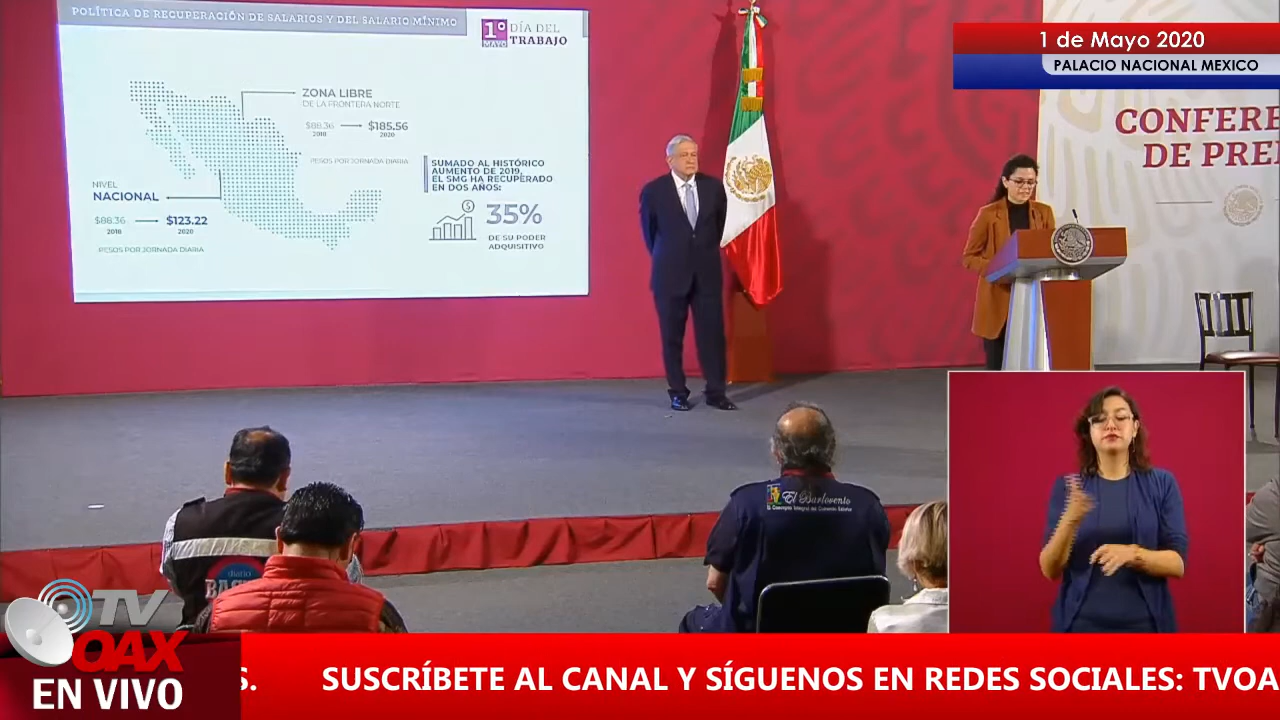 POLÍTICA DE RECUPERACIÓN DE SALARIOS Y DEL SALARIO MÍNIMO
1º
MAYO
DÍA DEL
TRABAJO
ZONA LIBRE
DE LA FRONTERA NORTE
$88.36 $185.56
2018 2020
PESOS POR JORNADA DIARIA
NIVEL
NACIONAL
$88.36 $123.22
2018 2020
PESOS POR JORNADA DIARIA
SUMADO AL HISTÓRICO
AUMENTO DE 2019,
EL SMG HA RECUPERADO
EN DOS AÑOS:
$
35%
DE SU PODER
ADQUISITIVO
1 de Mayo 2020
PALACIO NACIONAL MEXICO
CONFERE
DE PRE
El Barlovento
diario
BAS
TV
OAX
EN VIVO
S. SUSCRÍBETE AL CANAL Y SÍGUENOS EN REDES SOCIALES: TVOA